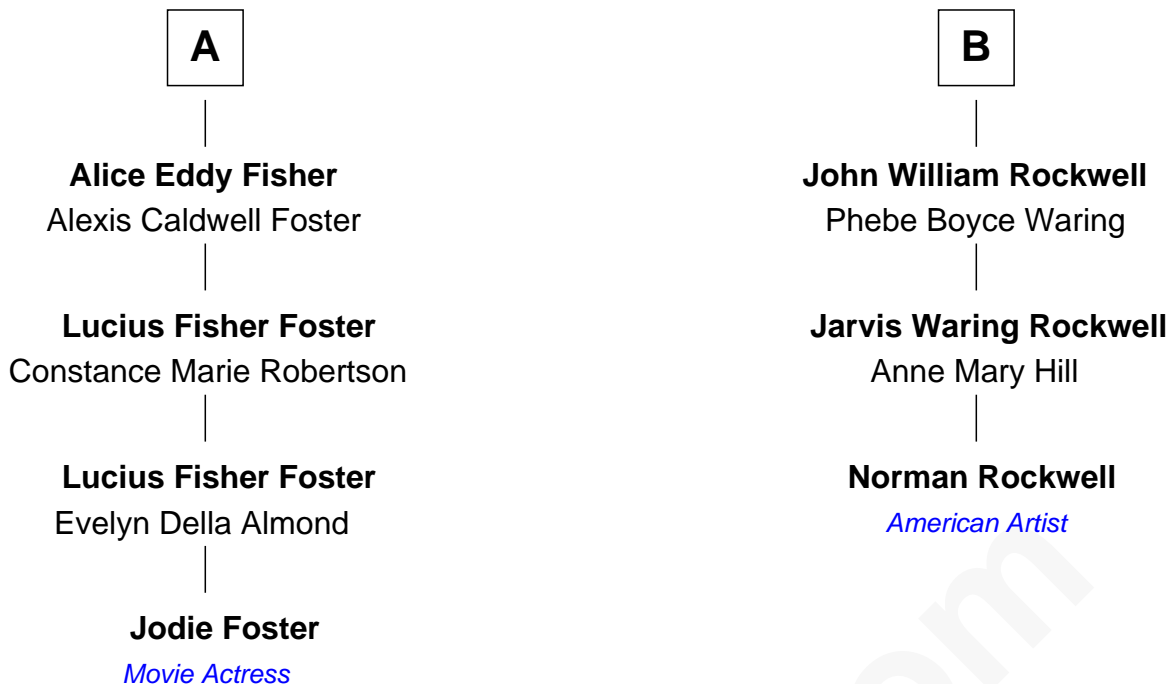 A
Alice Eddy Fisher
Alexis Caldwell Foster
Lucius Fisher Foster
Constance Marie Robertson
Lucius Fisher Foster
Evelyn Della Almond
Jodie Foster
Movie Actress
B
John William Rockwell
Phebe Boyce Waring
Jarvis Waring Rockwell
Anne Mary Hill
Norman Rockwell
American Artist
om